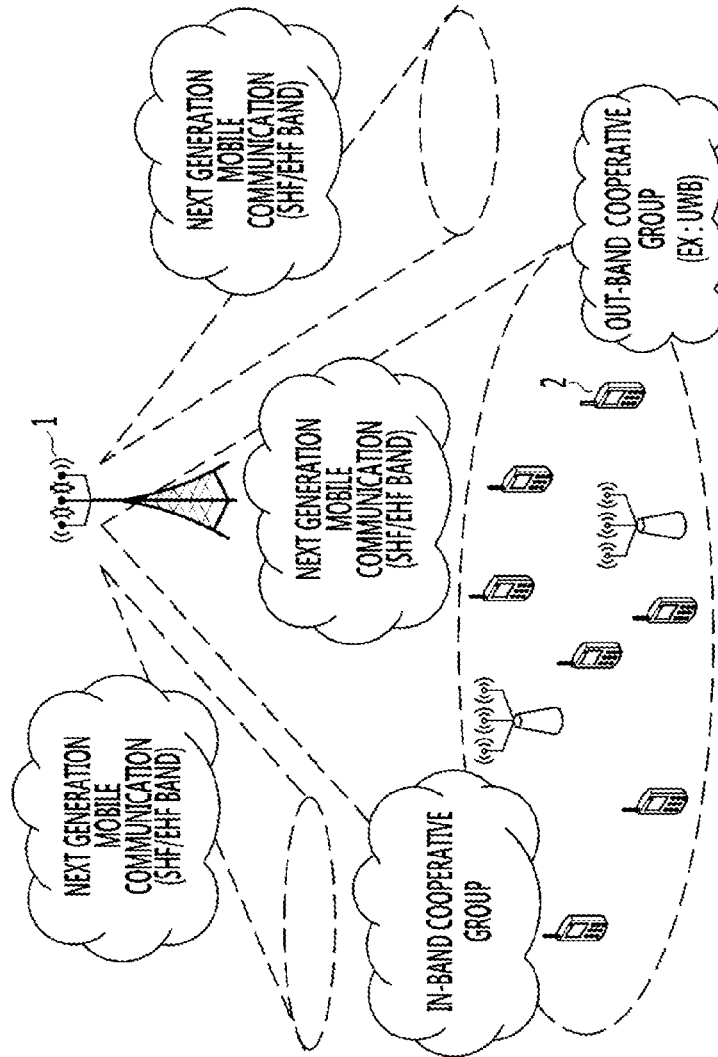 1
NEXT GENERATION
MOBILE
COMMUNICATION
(SHF/EHF BAND)
NEXT GENERATION
MOBILE
COMMUNICATION
(SHF/EHF BAND)
NEXT GENERATION
MOBILE
COMMUNICATION
(SHF/EHF BAND)
IN-BAND COOPERATIVE
GROUP
2
OUT-BAND COOPERATIVE
GROUP
(EX : UWB)